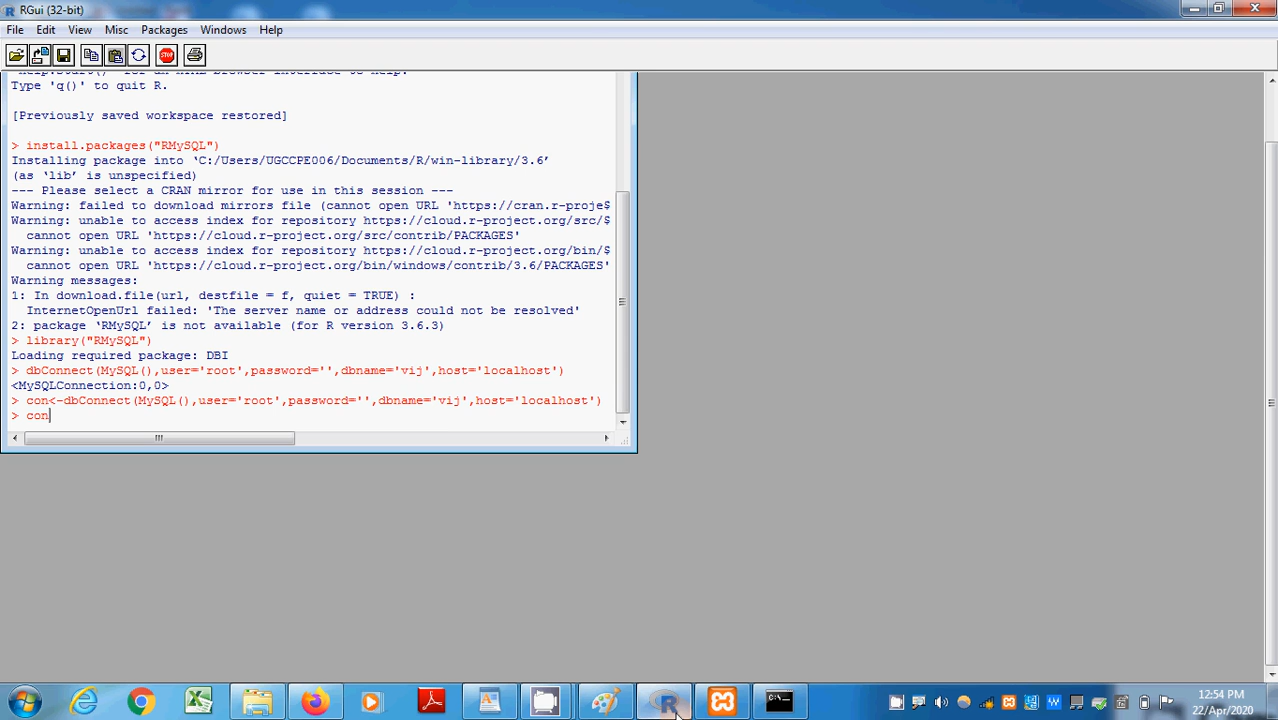 RGui (32-bit)
File Edit View Misc Packages Windows Help
STOP
Type 'q()' to quit R.
[Previously saved workspace restored]
> install.packages("RMySQL")
Installing package into ‘C:/Users/UGCCPE006/Documents/R/win-library/3.6’
(as ‘lib’ is unspecified)
--- Please select a CRAN mirror for use in this session ---
Warning: failed to download mirrors file (cannot open URL 'https://cran.r-proje$
Warning: unable to access index for repository https://cloud.r-project.org/src/$
cannot open URL 'https://cloud.r-project.org/src/contrib/PACKAGES'
Warning: unable to access index for repository https://cloud.r-project.org/bin/$
cannot open URL 'https://cloud.r-project.org/bin/windows/contrib/3.6/PACKAGES'
Warning messages:
1: In download.file(url, destfile = f, quiet = TRUE) :
InternetOpenUrl failed: 'The server name or address could not be resolved'
2: package ‘RMySQL’ is not available (for R version 3.6.3)
> library("RMySQL")
Loading required package: DBI
> dbConnect(MySQL(),user='root',password='',dbname='vij',host='localhost')
<MySQLConnection:0,0>
> con<-dbConnect(MySQL(),user='root',password='',dbname='vij',host='localhost')
> con
12:54 PM
22/Apr/2020